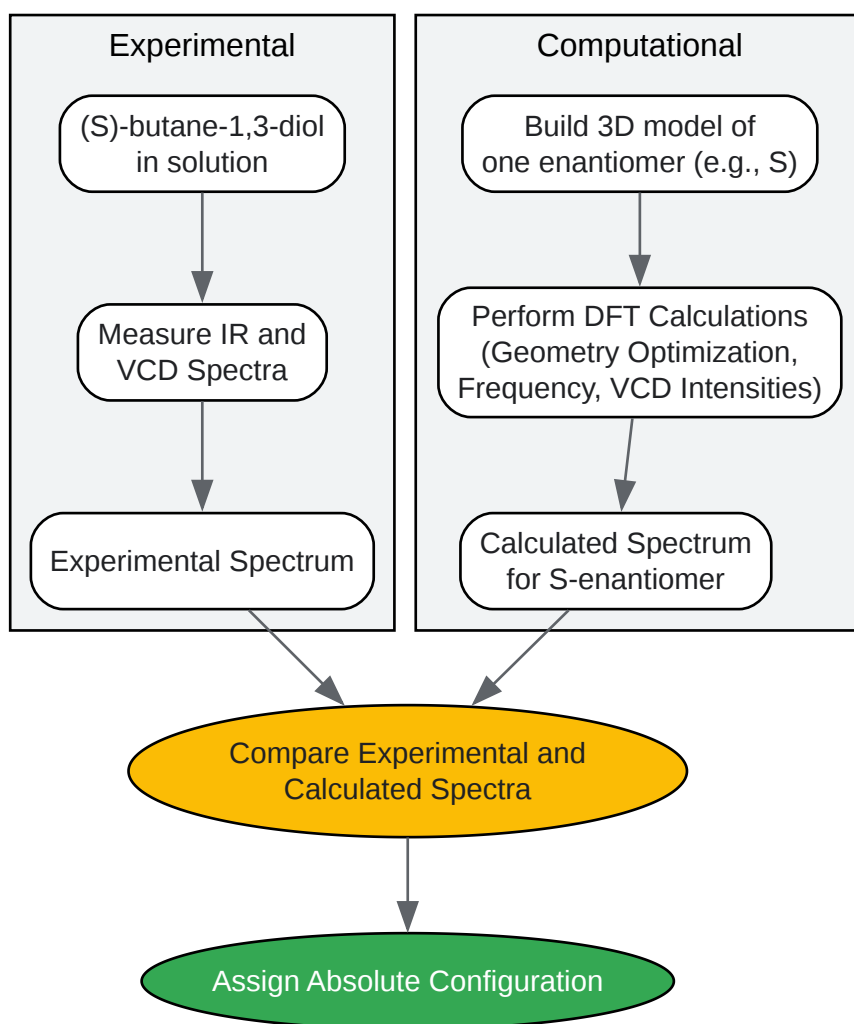 Experimental
(S)-butane-1,3-diol
in solution
Measure IR and
VCD Spectra
Experimental Spectrum
Computational
Build 3D model of
one enantiomer (e.g., S)
Perform DFT Calculations
(Geometry Optimization,
Frequency, VCD Intensities)
Calculated Spectrum
for S-enantiomer
Compare Experimental and
Calculated Spectra
Assign Absolute Configuration